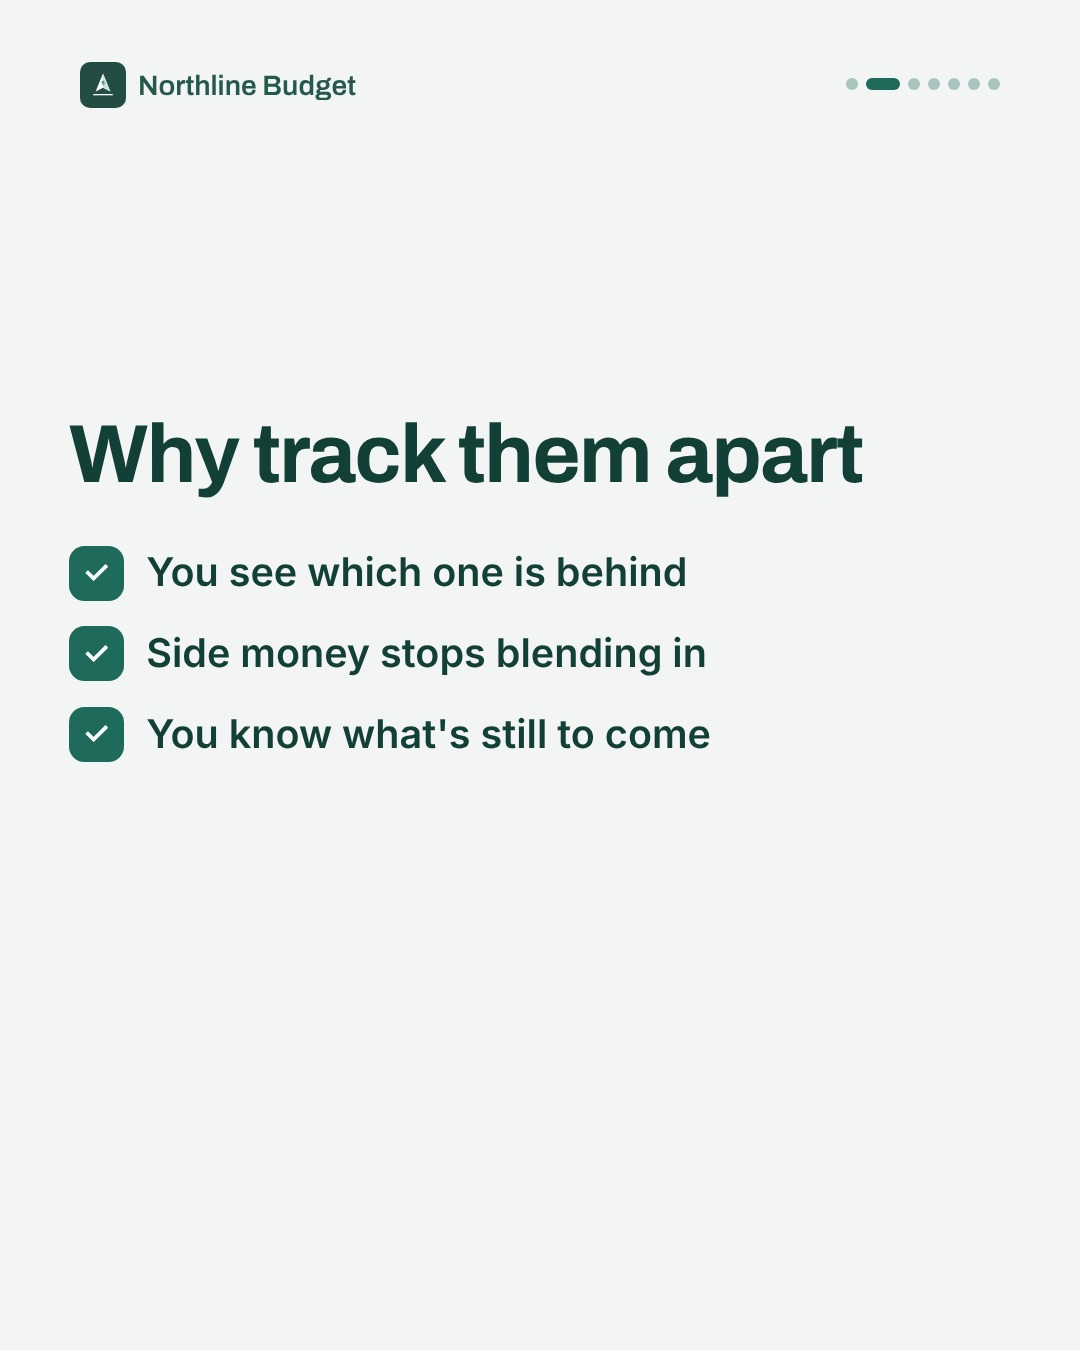 Northline Budget
Why track them apart
You see which one is behind
Side money stops blending in
You know what's still to come